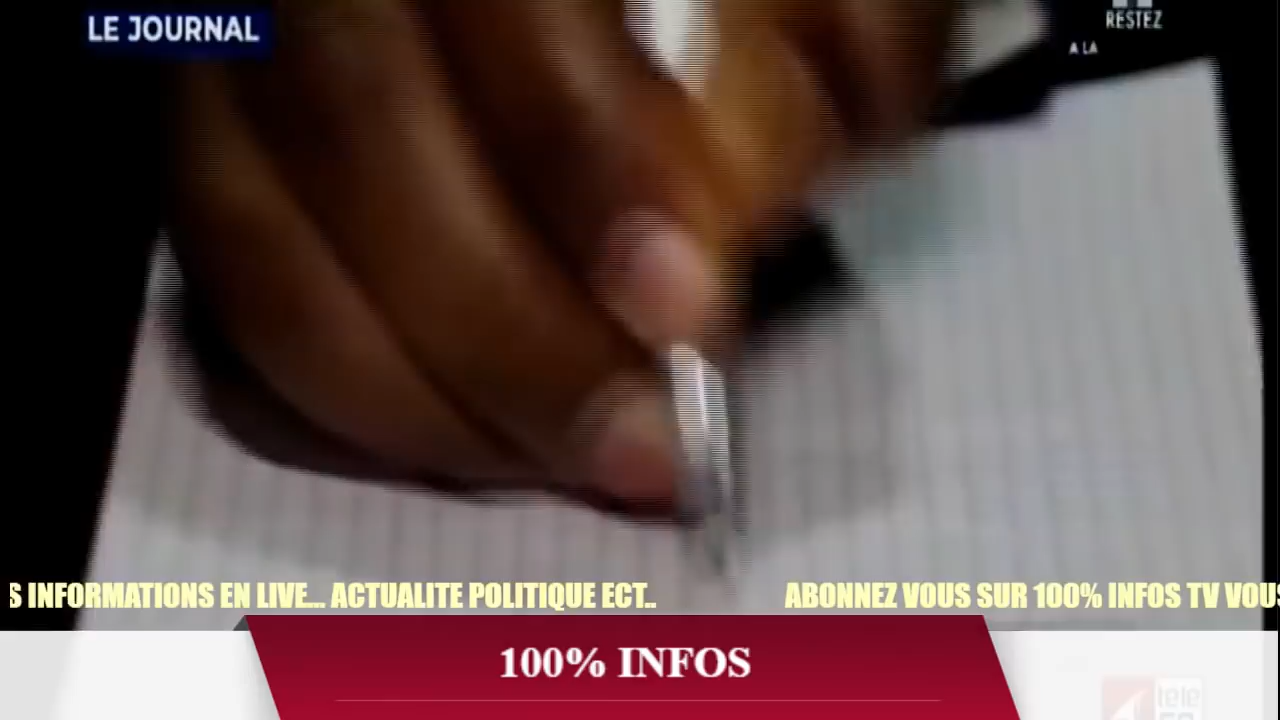 LE JOURNAL
RESTEZ
A LA
S INFORMATIONS EN LIVE... ACTUALITE POLITIQUE ECT..
ABONNEZ VOUS SUR 100% INFOS TV VOUS
100% INFOS
tele